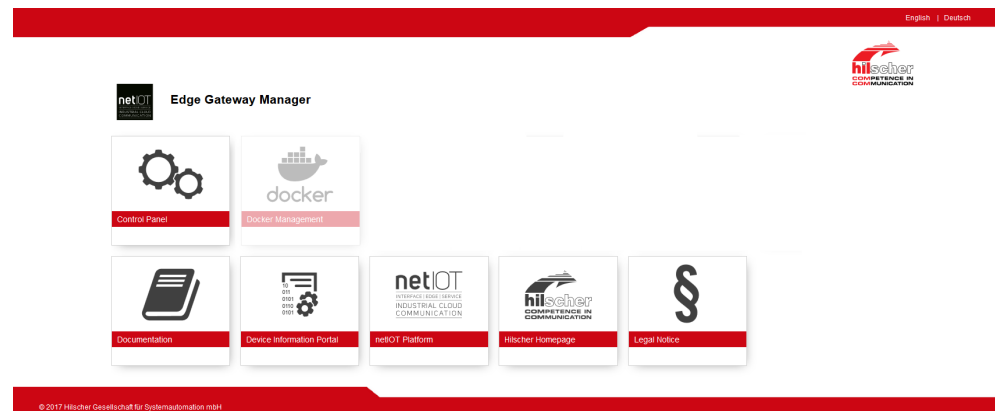 English | Deutsch
hilscher
COMPETENCE IN
COMMUNICATION
netIOT
Edge Gateway Manager
docker
Control Panel
Docker Management
10
011
0101
0110
0101
netIOT
INTERFACE | EDGE | SERVICE
INDUSTRIAL CLOUD
COMMUNICATION
hilscher
COMPETENCE IN
COMMUNICATION
§
Documentation
Device Information Portal
netIOT Platform
Hilscher Homepage
Legal Notice
© 2017 Hilscher Gesellschaft für Systemautomation mbH